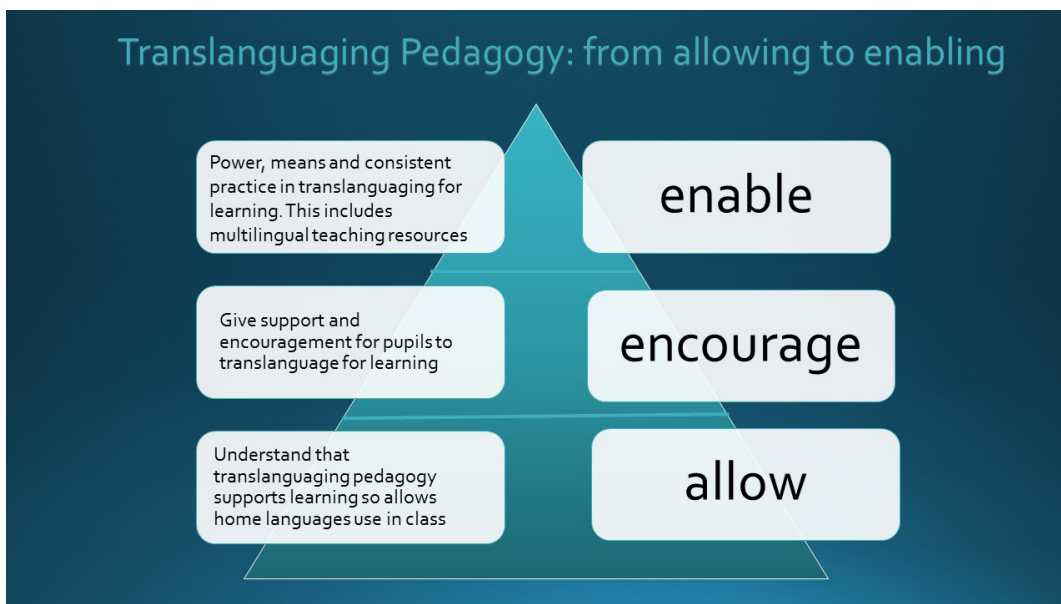 Translanguaging Pedagogy: from allowing to enabling
Power, means and consistent
practice in translanguaging for
learning. This includes
multilingual teaching resources
enable
Give support and
encouragement for pupils to
translanguage for learning
encourage
Understand that
translanguaging pedagogy
supports learning so allows
home languages use in class
allow